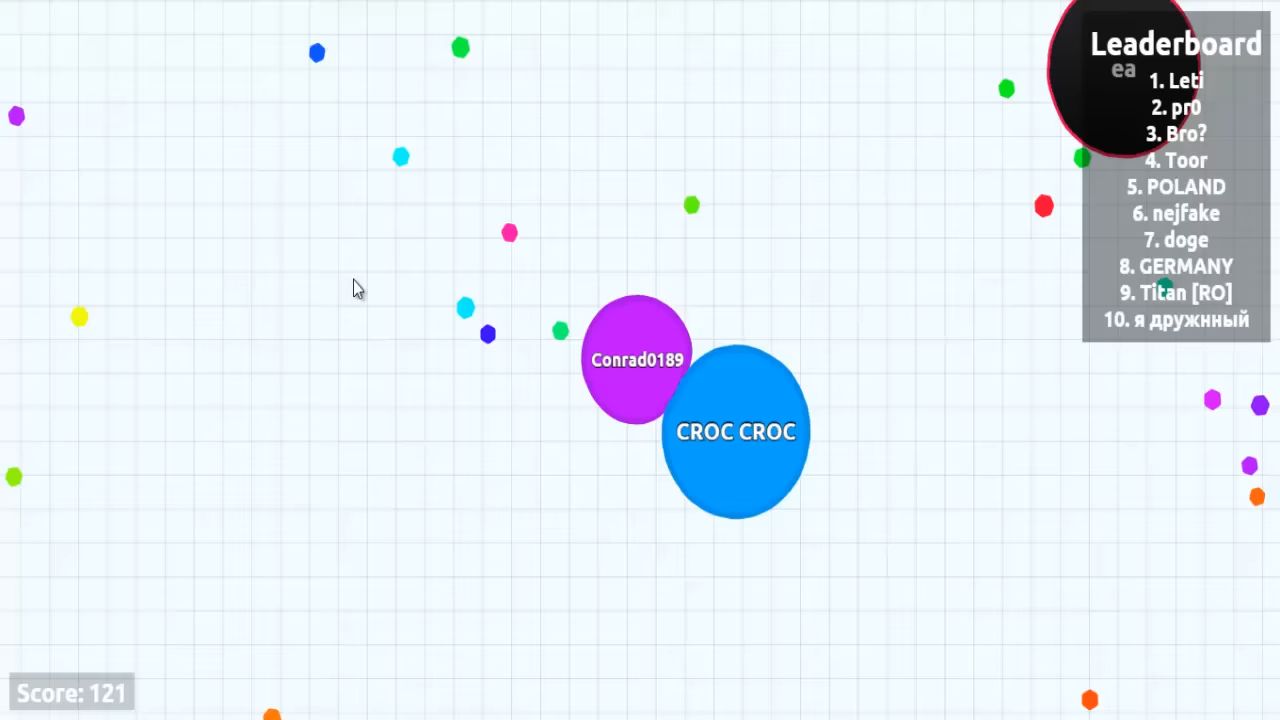 Leaderboard
ea
1. Leti
2. pr0
3. Bro?
4. Toor
5. POLAND
6. nejfake
7. doge
8. GERMANY
9. Titan [RO]
10. я дружнный
Conrad0189
CROC CROC
Score: 121